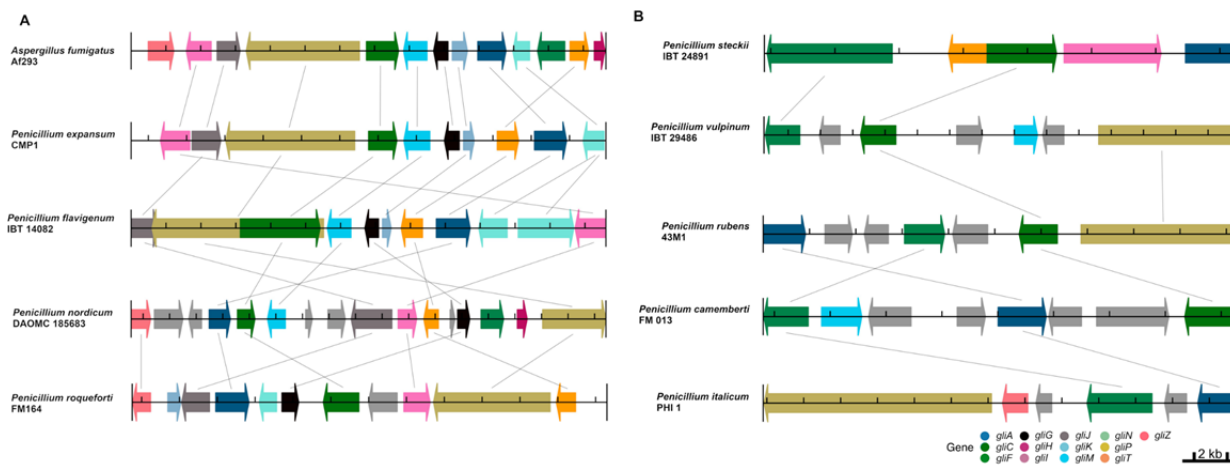 A
Aspergillus fumigatus
Af293
Penicillium expansum
CMP1
Penicillium flavigenum
IBT 14082
Penicillium nordicum
DAOMC 185683
Penicillium roqueforti
FM164
B
Penicillium steckii
IBT 24891
Penicillium vulpinum
IBT 29486
Penicillium rubens
43M1
Penicillium camemberti
FM 013
Penicillium italicum
PHI 1
gliA gliG gliJ gliN gliZ
Gene gliC gliH gliK gliP
gliF gliI gliM gliT
2 kb